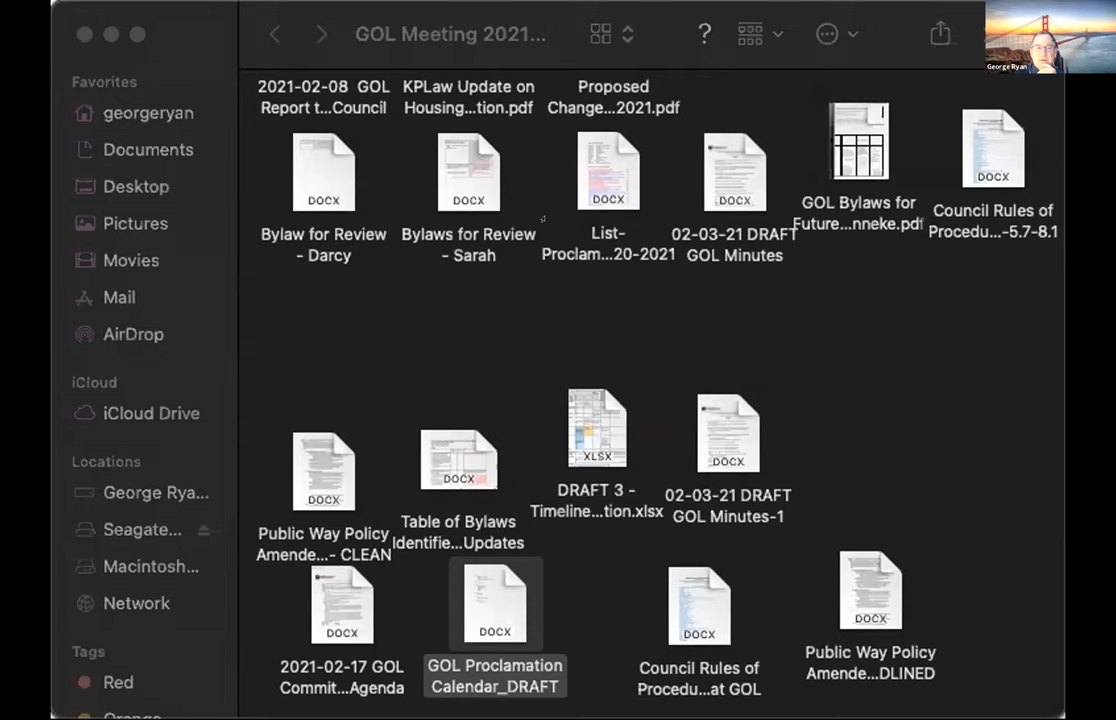 GOL Meeting 2021...
?
George Ryan
Favorites
georgeryan
Documents
Desktop
Pictures
Movies
Mail
AirDrop
iCloud
iCloud Drive
Locations
George Rya...
Seagate...
Macintosh...
Network
Tags
Red
Orange
2021-02-08 GOL
Report t...Council
KPLaw Update on
Housing...tion.pdf
Proposed
Change...2021.pdf
DOCX
Bylaw for Review
- Darcy
DOCX
Bylaws for Review
- Sarah
DOCX
List-
Proclam...20-2021
DOCX
02-03-21 DRAFT
GOL Minutes
GOL Bylaws for
Future...nneke.pdf
DOCX
Council Rules of
Procedu...-5.7-8.1
DOCX
Public Way Policy
Amende...- CLEAN
DOCX
Table of Bylaws
Identifie...Updates
XLSX
DRAFT 3 -
Timeline...tion.xlsx
DOCX
02-03-21 DRAFT
GOL Minutes-1
DOCX
2021-02-17 GOL
Commit...Agenda
DOCX
GOL Proclamation
Calendar_DRAFT
DOCX
Council Rules of
Procedu...at GOL
DOCX
Public Way Policy
Amende...DLINED